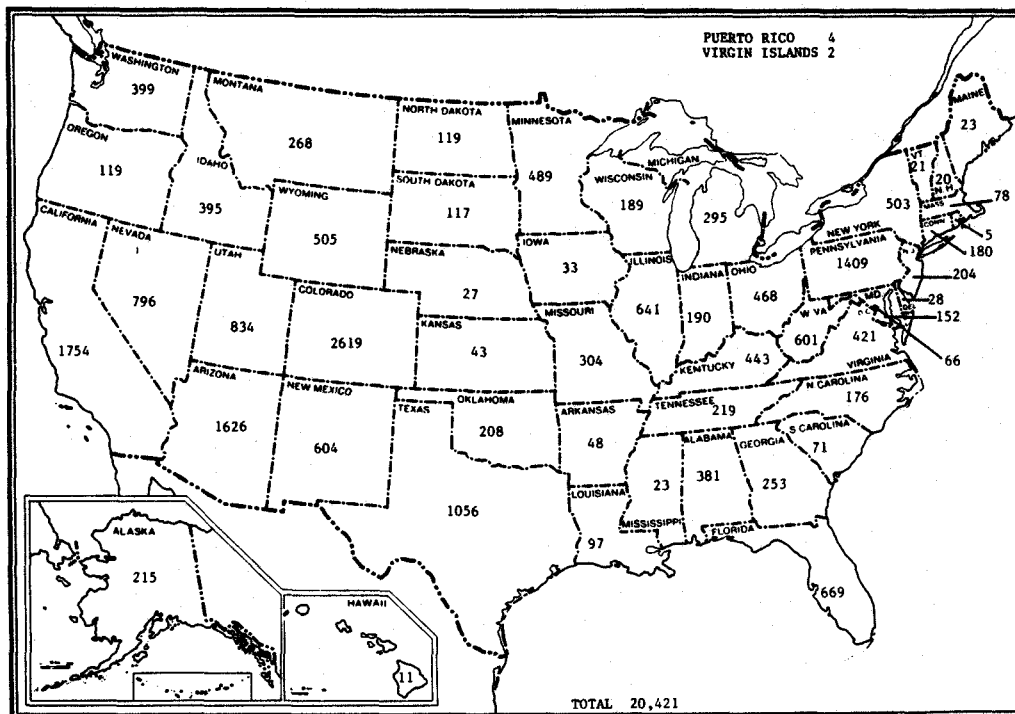 PUERTO RICO 4
VIRGIN ISLANDS 2
WASHINGTON
399
MONTANA
268
NORTH DAKOTA
119
MINNESOTA
489
MAINE
23
OREGON
119
IDAHO
395
WYOMING
505
SOUTH DAKOTA
117
WISCONSIN
189
MICHIGAN
295
VT
21
20
N H
MASS
78
503
NEW YORK
CONN
5
180
CALIFORNIA
1754
NEVADA
796
UTAH
834
COLORADO
2619
NEBRASKA
27
IOWA
33
ILLINOIS
641
INDIANA
190
OHIO
468
PENNSYLVANIA
1409
204
MD
28
152
66
W VA
601
421
VIRGINIA
KANSAS
43
MISSOURI
304
KENTUCKY
443
ARIZONA
1626
NEW MEXICO
604
TEXAS
1056
OKLAHOMA
208
ARKANSAS
48
TENNESSEE
219
N CAROLINA
176
S CAROLINA
71
LOUISIANA
97
MISSISSIPPI
23
ALABAMA
381
GEORGIA
253
FLORIDA
669
ALASKA
215
HAWAII
11
TOTAL 20,421